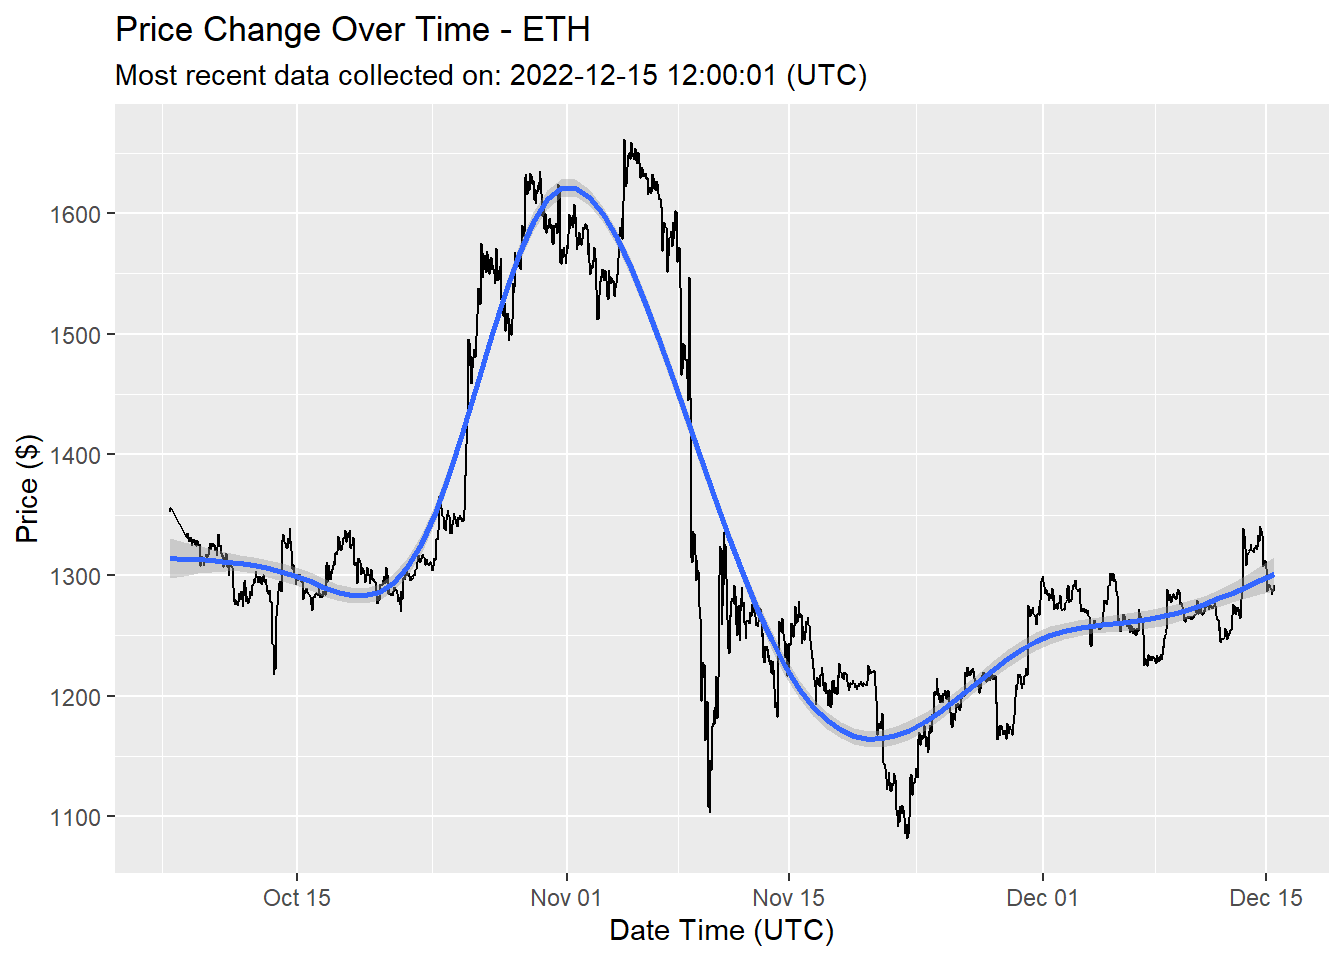 Price Change Over Time - ETH
Most recent data collected on: 2022-12-15 12:00:01 (UTC)
Price ($)
1600
1500
1400
1300
1200
1100
Oct 15
Nov 01
Nov 15
Dec 01
Dec 15
Date Time (UTC)